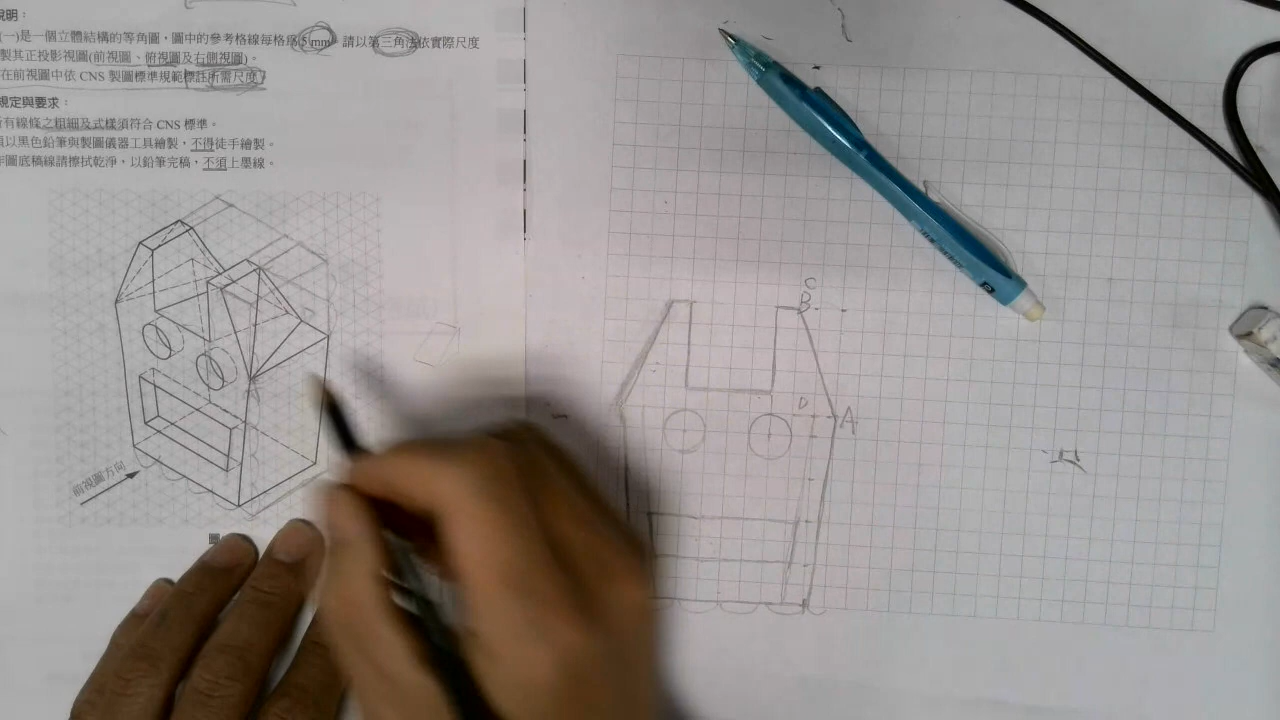 說明：
(一)是一個立體結構的等角圖，圖中的參考格線每格為 5 mm，請以第三角法依實際尺度
製其正投影視圖(前視圖、俯視圖及右側視圖)。
在前視圖中依 CNS 製圖標準規範標註所需尺度。
規定與要求：
所有線條之粗細及式樣須符合 CNS 標準。
須以黑色鉛筆與製圖儀器工具繪製，不得徒手繪製。
作圖底稿線請擦拭乾淨，以鉛筆完稿，不須上墨線。
前視圖方向
圖
C
B
D
A